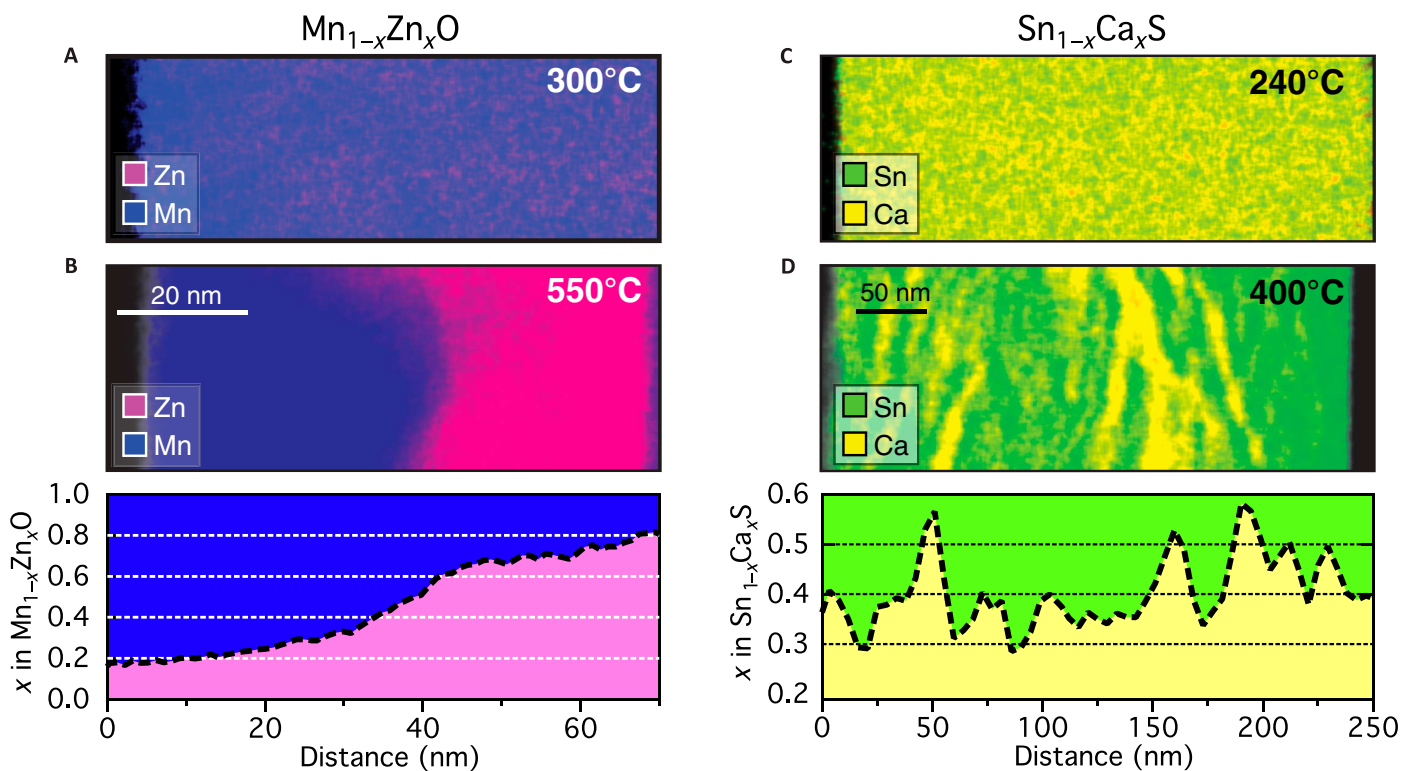 Mn₁₋ₓZnₓO
Sn₁₋ₓCaₓS
A
300°C
Zn
Mn
C
240°C
Sn
Ca
B
20 nm
550°C
Zn
Mn
D
50 nm
400°C
Sn
Ca
x in Mn₁₋ₓZnₓO
1.0
0.8
0.6
0.4
0.2
0.0
0 20 40 60
Distance (nm)
x in Sn₁₋ₓCaₓS
0.6
0.5
0.4
0.3
0.2
0 50 100 150 200 250
Distance (nm)